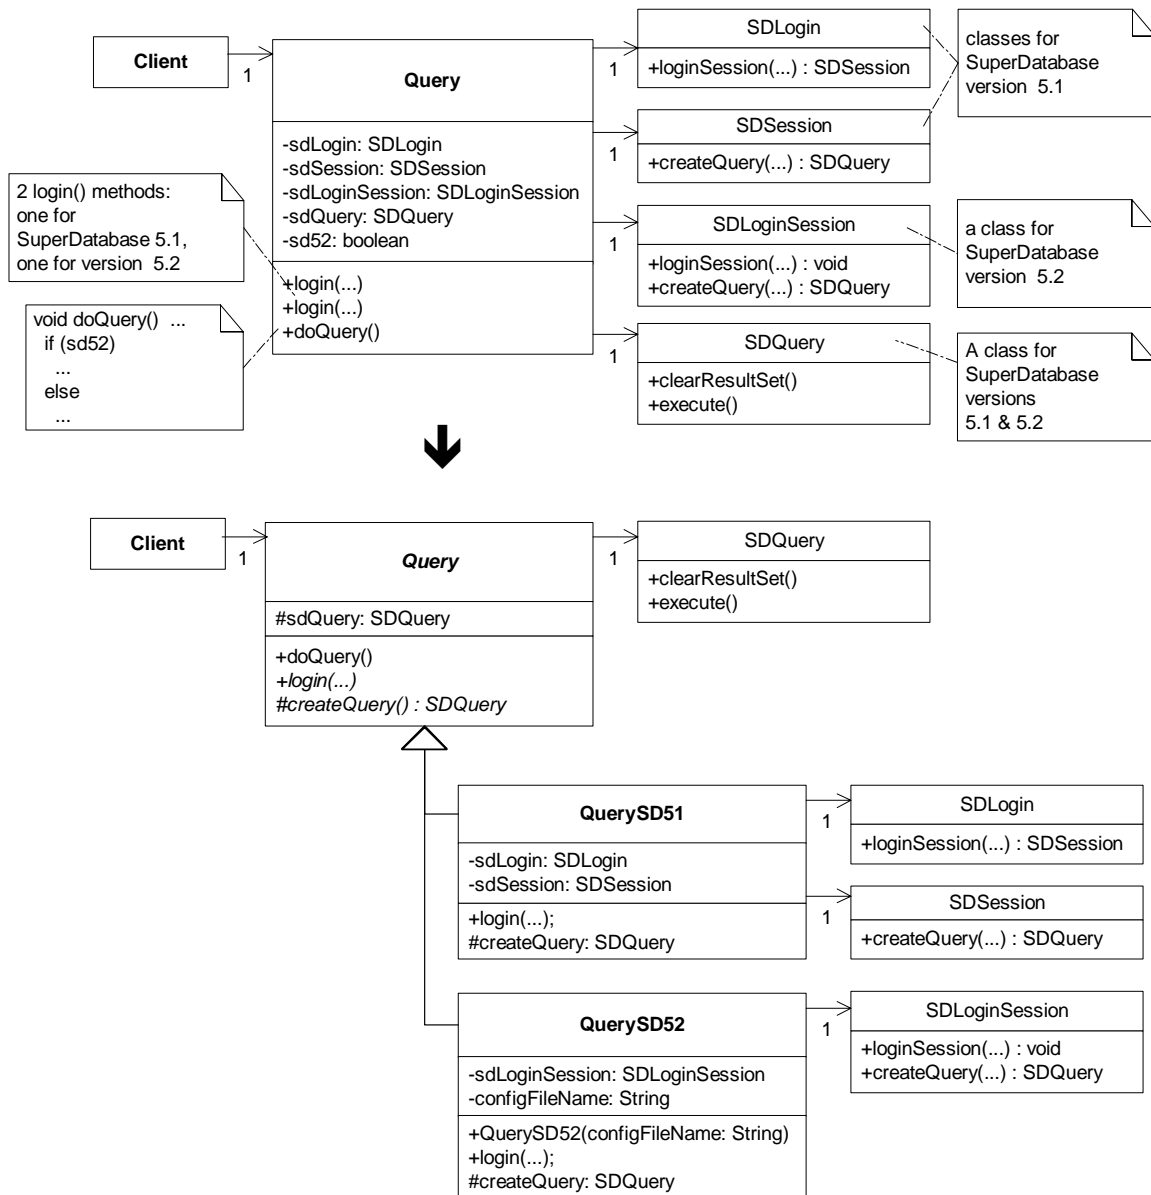 Client
1
Query
-sdLogin: SDLogin
-sdSession: SDSession
-sdLoginSession: SDLoginSession
-sdQuery: SDQuery
-sd52: boolean
+login(...)
+login(...)
+doQuery()
2 login() methods:
one for
SuperDatabase 5.1,
one for version 5.2
void doQuery() ...
if (sd52)
...
else
...
1
SDLogin
+loginSession(...) : SDSession
1
SDSession
+createQuery(...) : SDQuery
1
SDLoginSession
+loginSession(...) : void
+createQuery(...) : SDQuery
1
SDQuery
+clearResultSet()
+execute()
classes for
SuperDatabase
version 5.1
a class for
SuperDatabase
version 5.2
A class for
SuperDatabase
versions
5.1 & 5.2
Client
1
Query
#sdQuery: SDQuery
+doQuery()
+login(...)
#createQuery() : SDQuery
1
SDQuery
+clearResultSet()
+execute()
QuerySD51
-sdLogin: SDLogin
-sdSession: SDSession
+login(...);
#createQuery: SDQuery
1
SDLogin
+loginSession(...) : SDSession
1
SDSession
+createQuery(...) : SDQuery
QuerySD52
-sdLoginSession: SDLoginSession
-configFileName: String
+QuerySD52(configFileName: String)
+login(...);
#createQuery: SDQuery
1
SDLoginSession
+loginSession(...) : void
+createQuery(...) : SDQuery